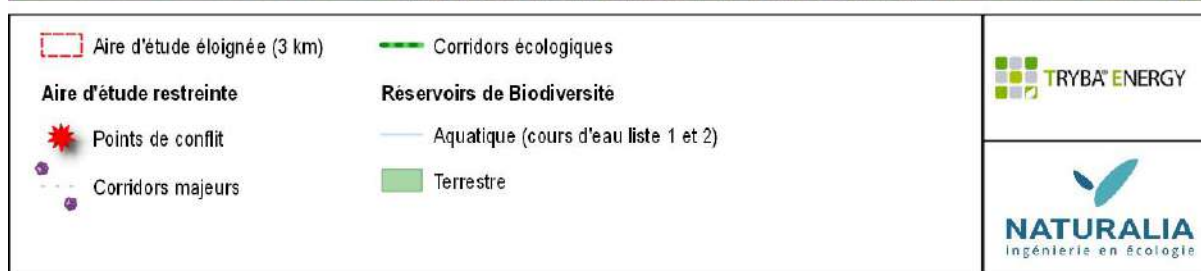 Aire d'étude éloignée (3 km)
Aire d'étude restreinte
Points de conflit
Corridors majeurs
Corridors écologiques
Réservoirs de Biodiversité
Aquatique (cours d'eau liste 1 et 2)
Terrestre
TRYBA ENERGY
NATURALIA
ingénierie en écologie